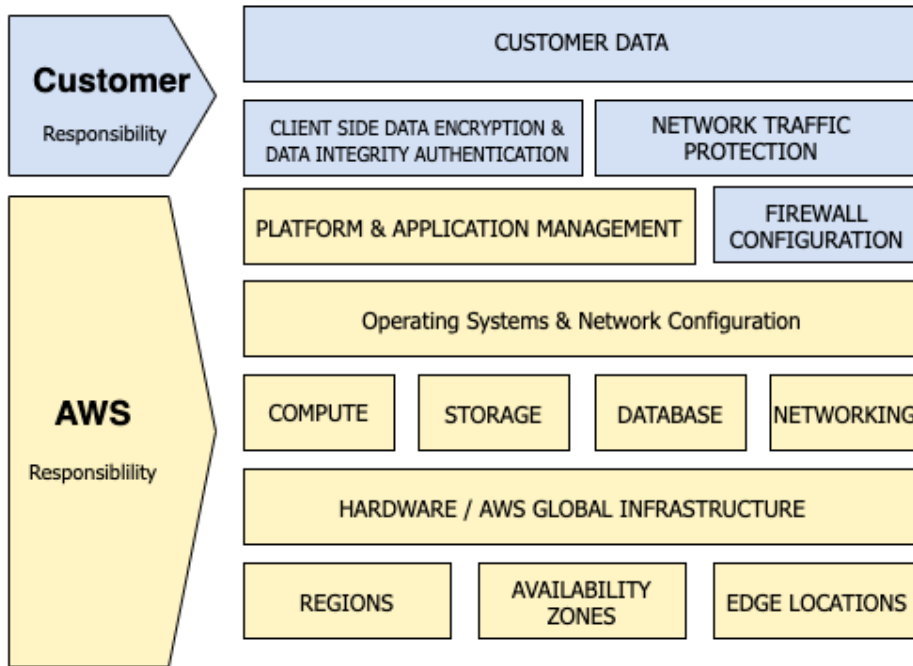 Customer
Responsibility
CUSTOMER DATA
CLIENT SIDE DATA ENCRYPTION &
DATA INTEGRITY AUTHENTICATION
NETWORK TRAFFIC
PROTECTION
AWS
Responsiblility
PLATFORM & APPLICATION MANAGEMENT
FIREWALL
CONFIGURATION
Operating Systems & Network Configuration
COMPUTE
STORAGE
DATABASE
NETWORKING
HARDWARE / AWS GLOBAL INFRASTRUCTURE
REGIONS
AVAILABILITY
ZONES
EDGE LOCATIONS